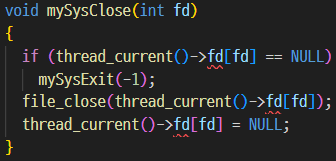 void mySysClose(int fd)
{
  if (thread_current()->fd[fd] == NULL)
    mySysExit(-1);
  file_close(thread_current()->fd[fd]);
  thread_current()->fd[fd] = NULL;
}